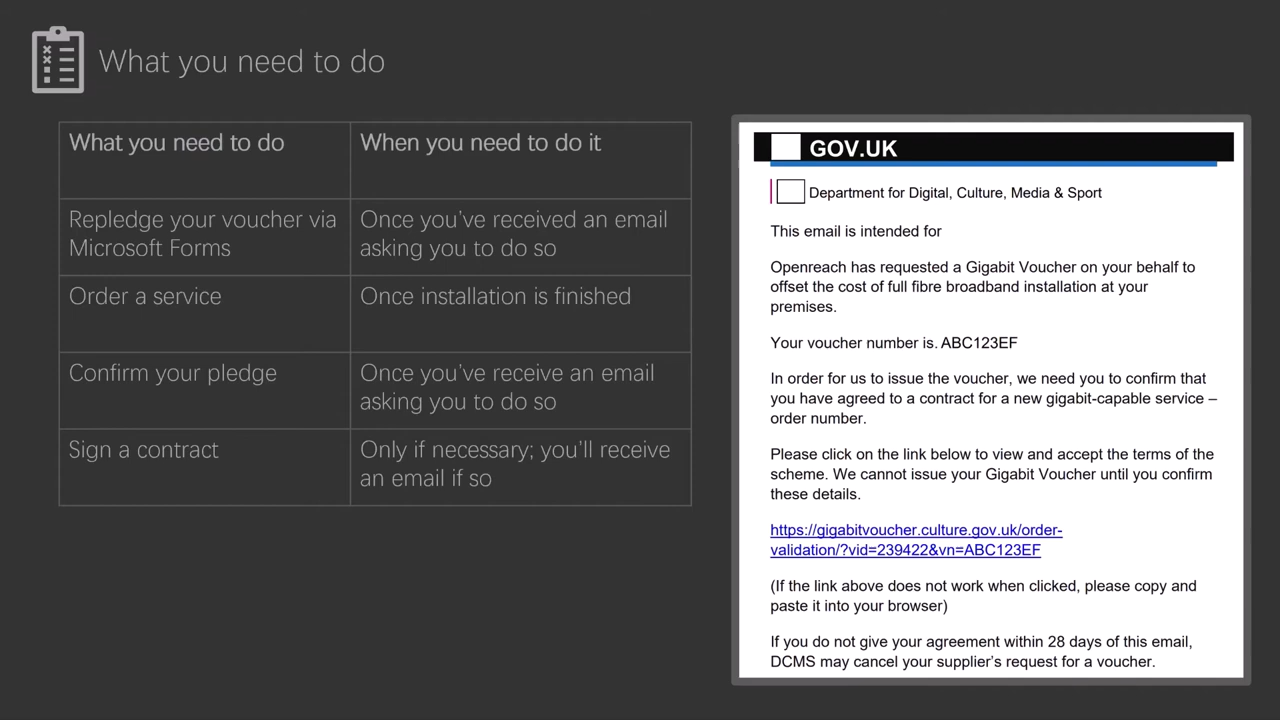 What you need to do
What you need to do
When you need to do it
Repledge your voucher via
Microsoft Forms
Once you’ve received an email
asking you to do so
Order a service
Once installation is finished
Confirm your pledge
Once you’ve receive an email
asking you to do so
Sign a contract
Only if necessary; you’ll receive
an email if so
GOV.UK
Department for Digital, Culture, Media & Sport
This email is intended for
Openreach has requested a Gigabit Voucher on your behalf to
offset the cost of full fibre broadband installation at your
premises.
Your voucher number is. ABC123EF
In order for us to issue the voucher, we need you to confirm that
you have agreed to a contract for a new gigabit-capable service –
order number.
Please click on the link below to view and accept the terms of the
scheme. We cannot issue your Gigabit Voucher until you confirm
these details.
https://gigabitvoucher.culture.gov.uk/order-
validation/?vid=239422&vn=ABC123EF
(If the link above does not work when clicked, please copy and
paste it into your browser)
If you do not give your agreement within 28 days of this email,
DCMS may cancel your supplier’s request for a voucher.